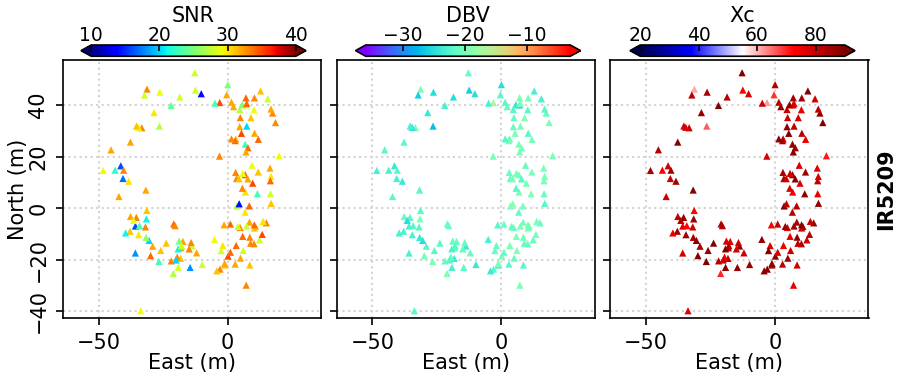 SNR
DBV
Xc
10 20 30 40
−30 −20 −10
20 40 60 80
North (m)
40
20
0
−20
−40
−50 0
−50 0
−50 0
East (m)
East (m)
East (m)
IR5209